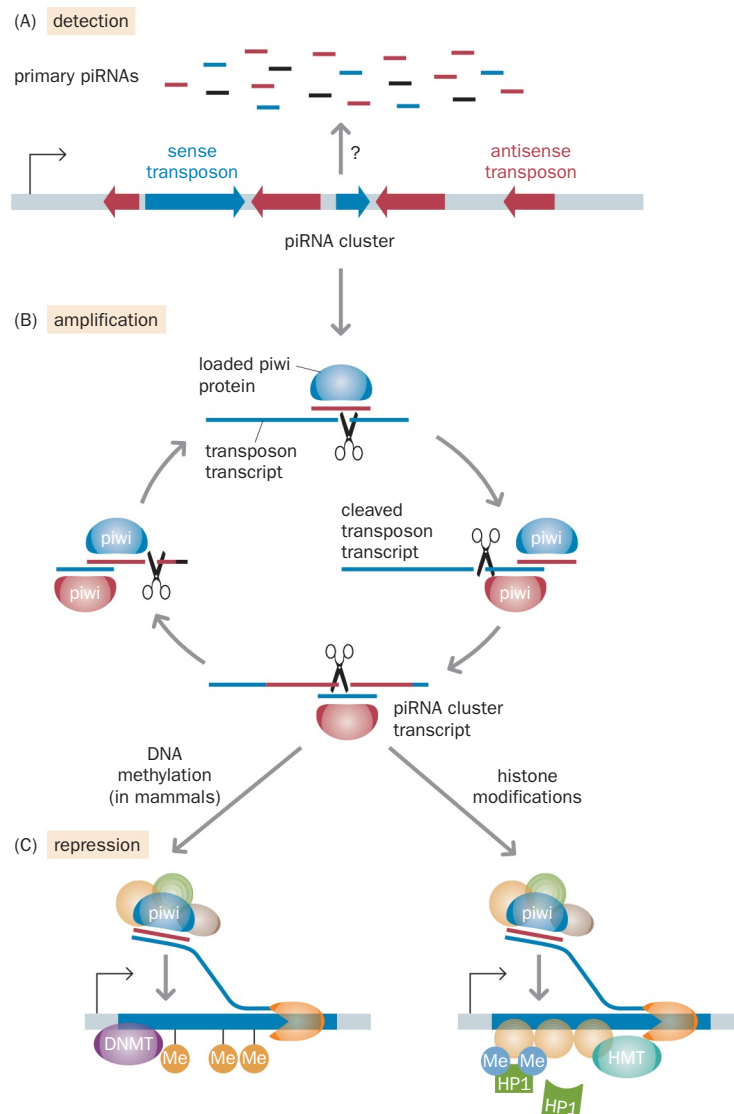 (A) detection
primary piRNAs
?
sense
transposon
antisense
transposon
piRNA cluster
(B) amplification
loaded piwi
protein
transposon
transcript
cleaved
transposon
transcript
piwi
piwi
piwi
piwi
piRNA cluster
transcript
DNA
methylation
(in mammals)
histone
modifications
(C) repression
piwi
piwi
DNMT
Me
Me
Me
Me
Me
HMT
HP1
HP1